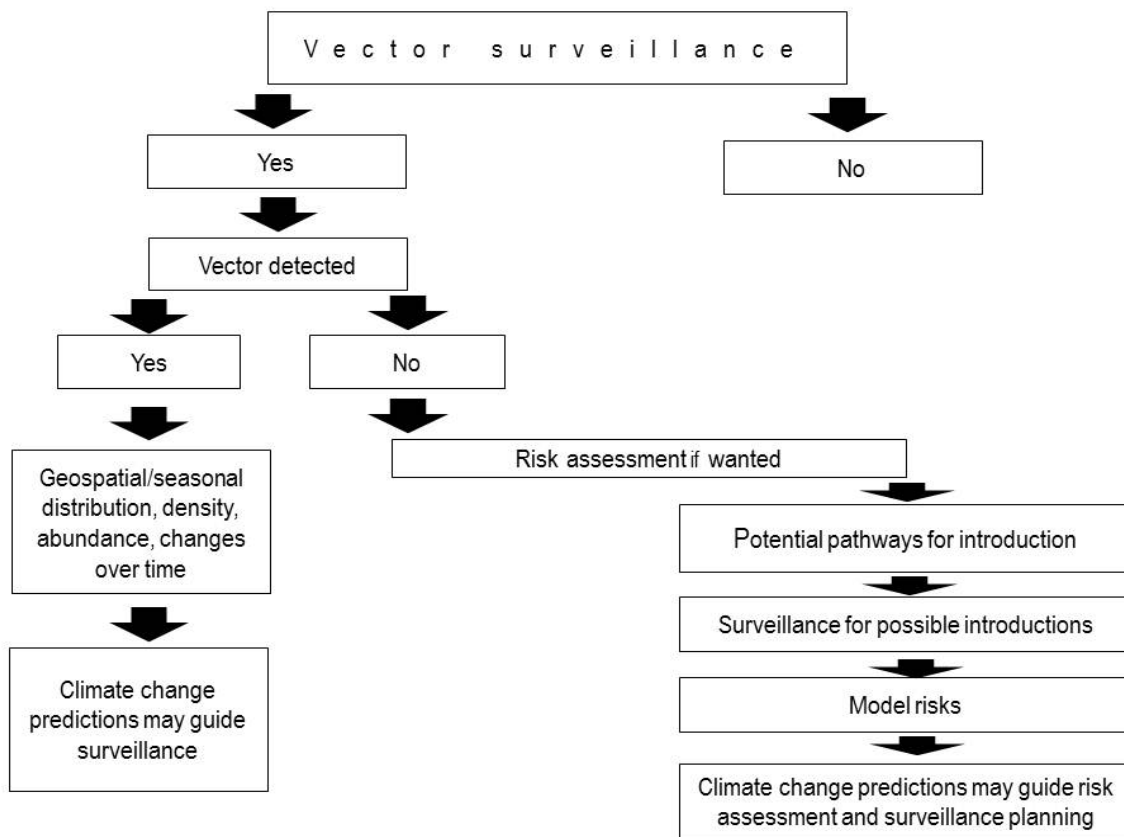 Vector surveillance
Yes
No
Vector detected
Yes
No
Geospatial/seasonal
distribution, density,
abundance, changes
over time
Climate change
predictions may guide
surveillance
Risk assessment if wanted
Potential pathways for introduction
Surveillance for possible introductions
Model risks
Climate change predictions may guide risk
assessment and surveillance planning